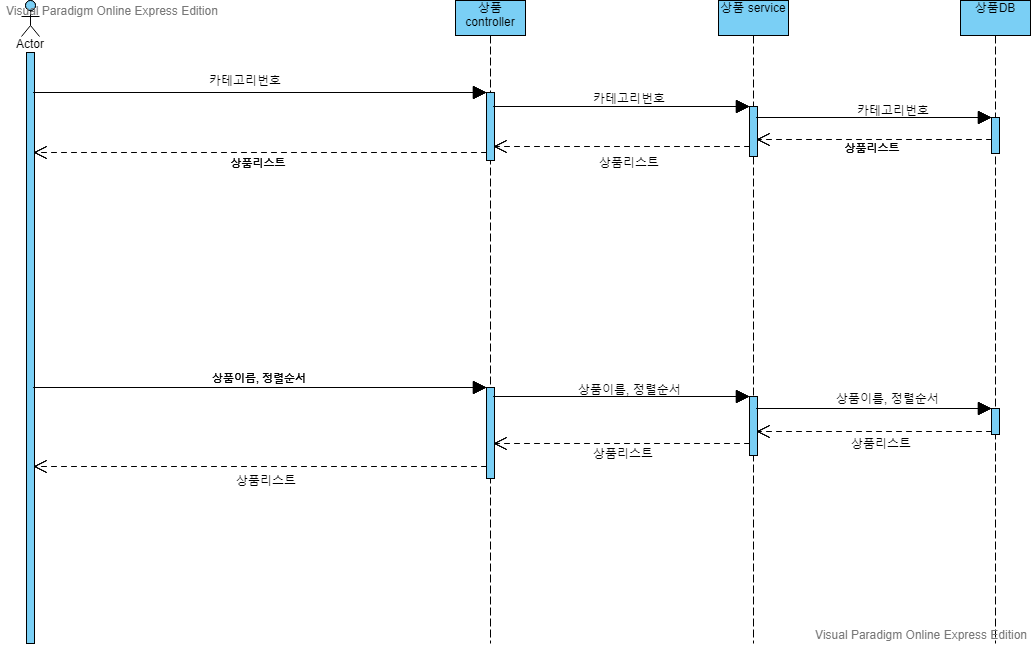 Visual Paradigm Online Express Edition
Actor
상품
controller
상품 service
상품DB
카테고리번호
카테고리번호
카테고리번호
상품리스트
상품리스트
상품리스트
상품이름, 정렬순서
상품이름, 정렬순서
상품이름, 정렬순서
상품리스트
상품리스트
상품리스트
Visual Paradigm Online Express Edition